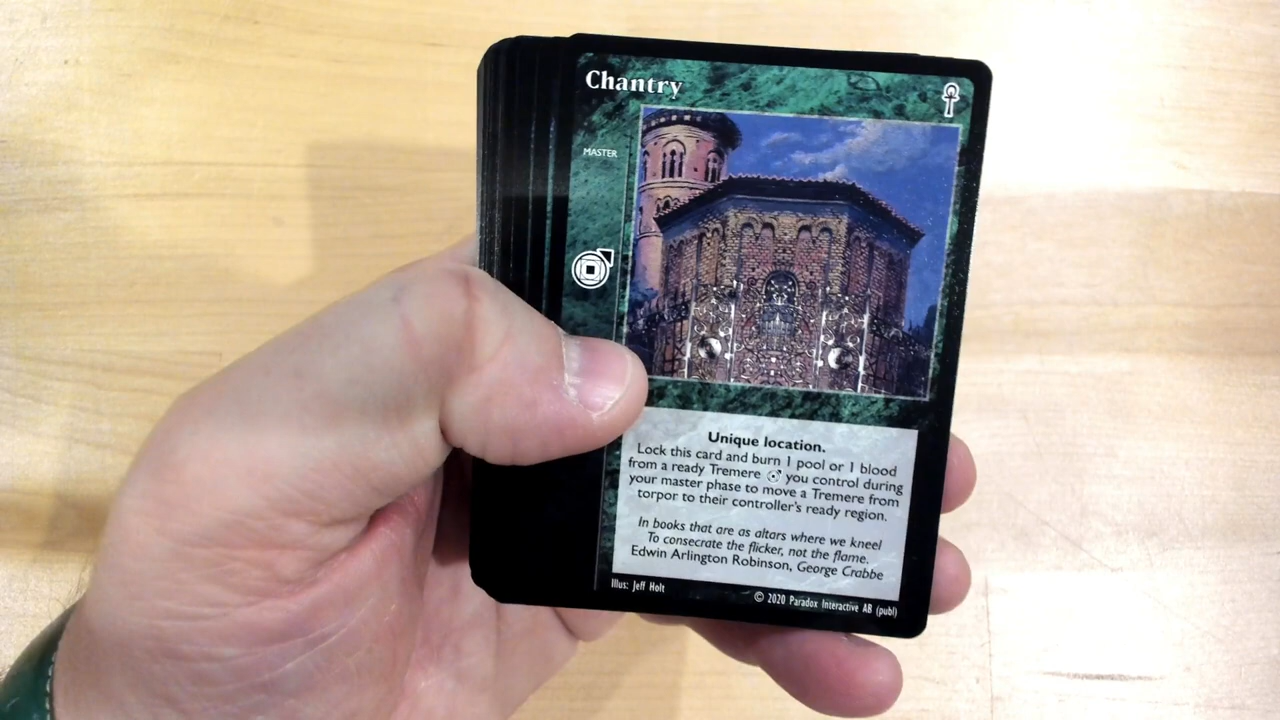 Chantry
MASTER
Unique location.
Lock this card and burn 1 pool or 1 blood
from a ready Tremere you control during
your master phase to move a Tremere from
torpor to their controller's ready region.
In books that are as altars where we kneel
To consecrate the flicker, not the flame.
Edwin Arlington Robinson, George Crabbe
Illus: Jeff Holt
© 2020 Paradox Interactive AB (publ)